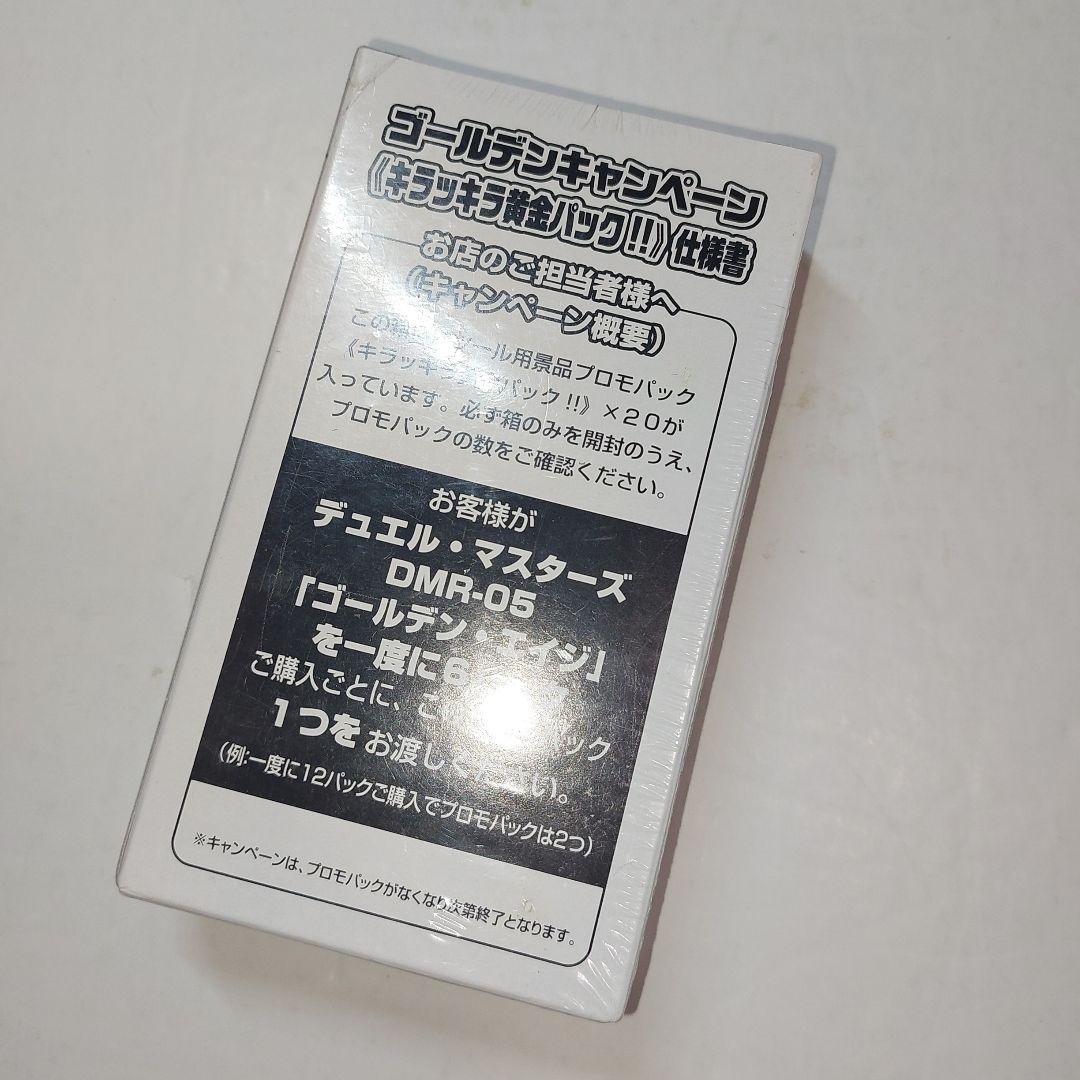 ゴールデンキャンペーン
《キラッキラ黄金パック!!》仕様書
お店のご担当者様へ
(キャンペーン概要)
この ール用景品プロモパック
《キラッキ パック!!》×20が
入っています。必ず箱のみを開封のうえ、
プロモパックの数をご確認ください。
お客様が
デュエル・マスターズ
DMR-05
「ゴールデン・エイジ」
を一度に6
ご購入ごとに、こ パック
1つをお渡しください。
(例:一度に12パックご購入でプロモパックは2つ)
※キャンペーンは、プロモパックがなくなり次第終了となります。